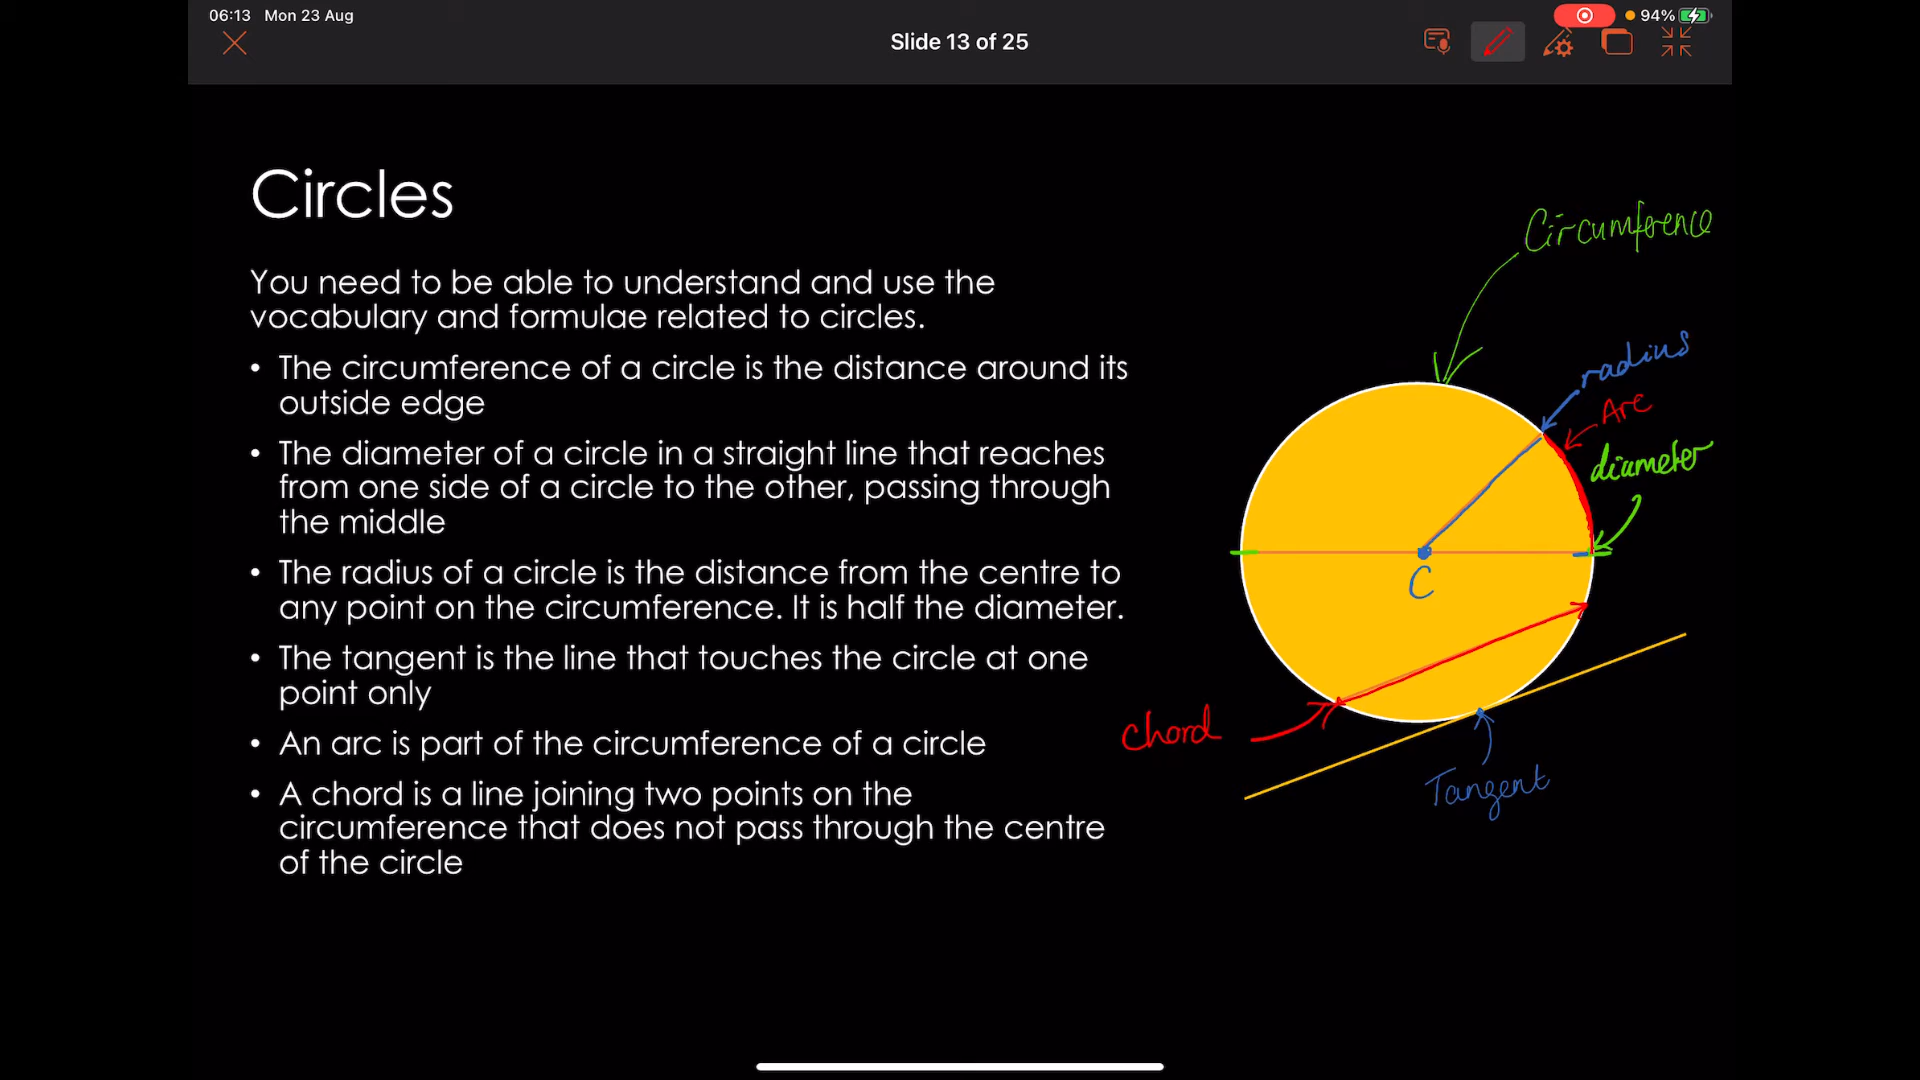 06:13 Mon 23 Aug
94%
Slide 13 of 25
Circles
You need to be able to understand and use the
vocabulary and formulae related to circles.
• The circumference of a circle is the distance around its
outside edge
• The diameter of a circle in a straight line that reaches
from one side of a circle to the other, passing through
the middle
• The radius of a circle is the distance from the centre to
any point on the circumference. It is half the diameter.
• The tangent is the line that touches the circle at one
point only
• An arc is part of the circumference of a circle
• A chord is a line joining two points on the
circumference that does not pass through the centre
of the circle
Circumference
radius
Arc
diameter
C
chord
Tangent